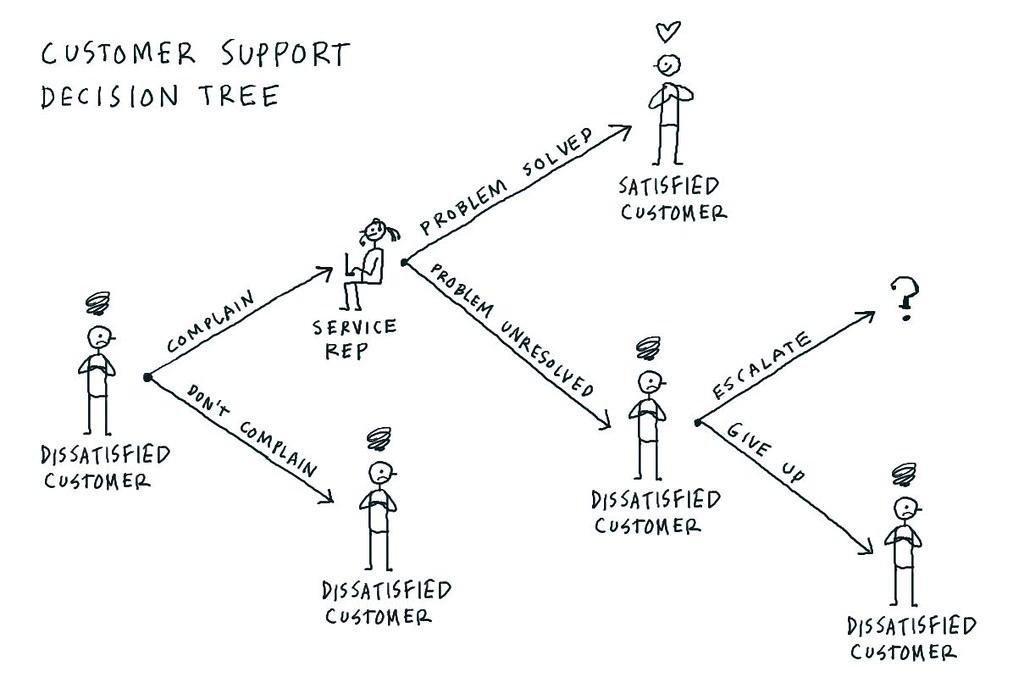 CUSTOMER SUPPORT
DECISION TREE
PROBLEM SOLVED
SATISFIED
CUSTOMER
COMPLAIN
SERVICE
REP
PROBLEM UNRESOLVED
?
ESCALATE
DON'T COMPLAIN
DISSATISFIED
CUSTOMER
GIVE UP
DISSATISFIED
CUSTOMER
DISSATISFIED
CUSTOMER
DISSATISFIED
CUSTOMER